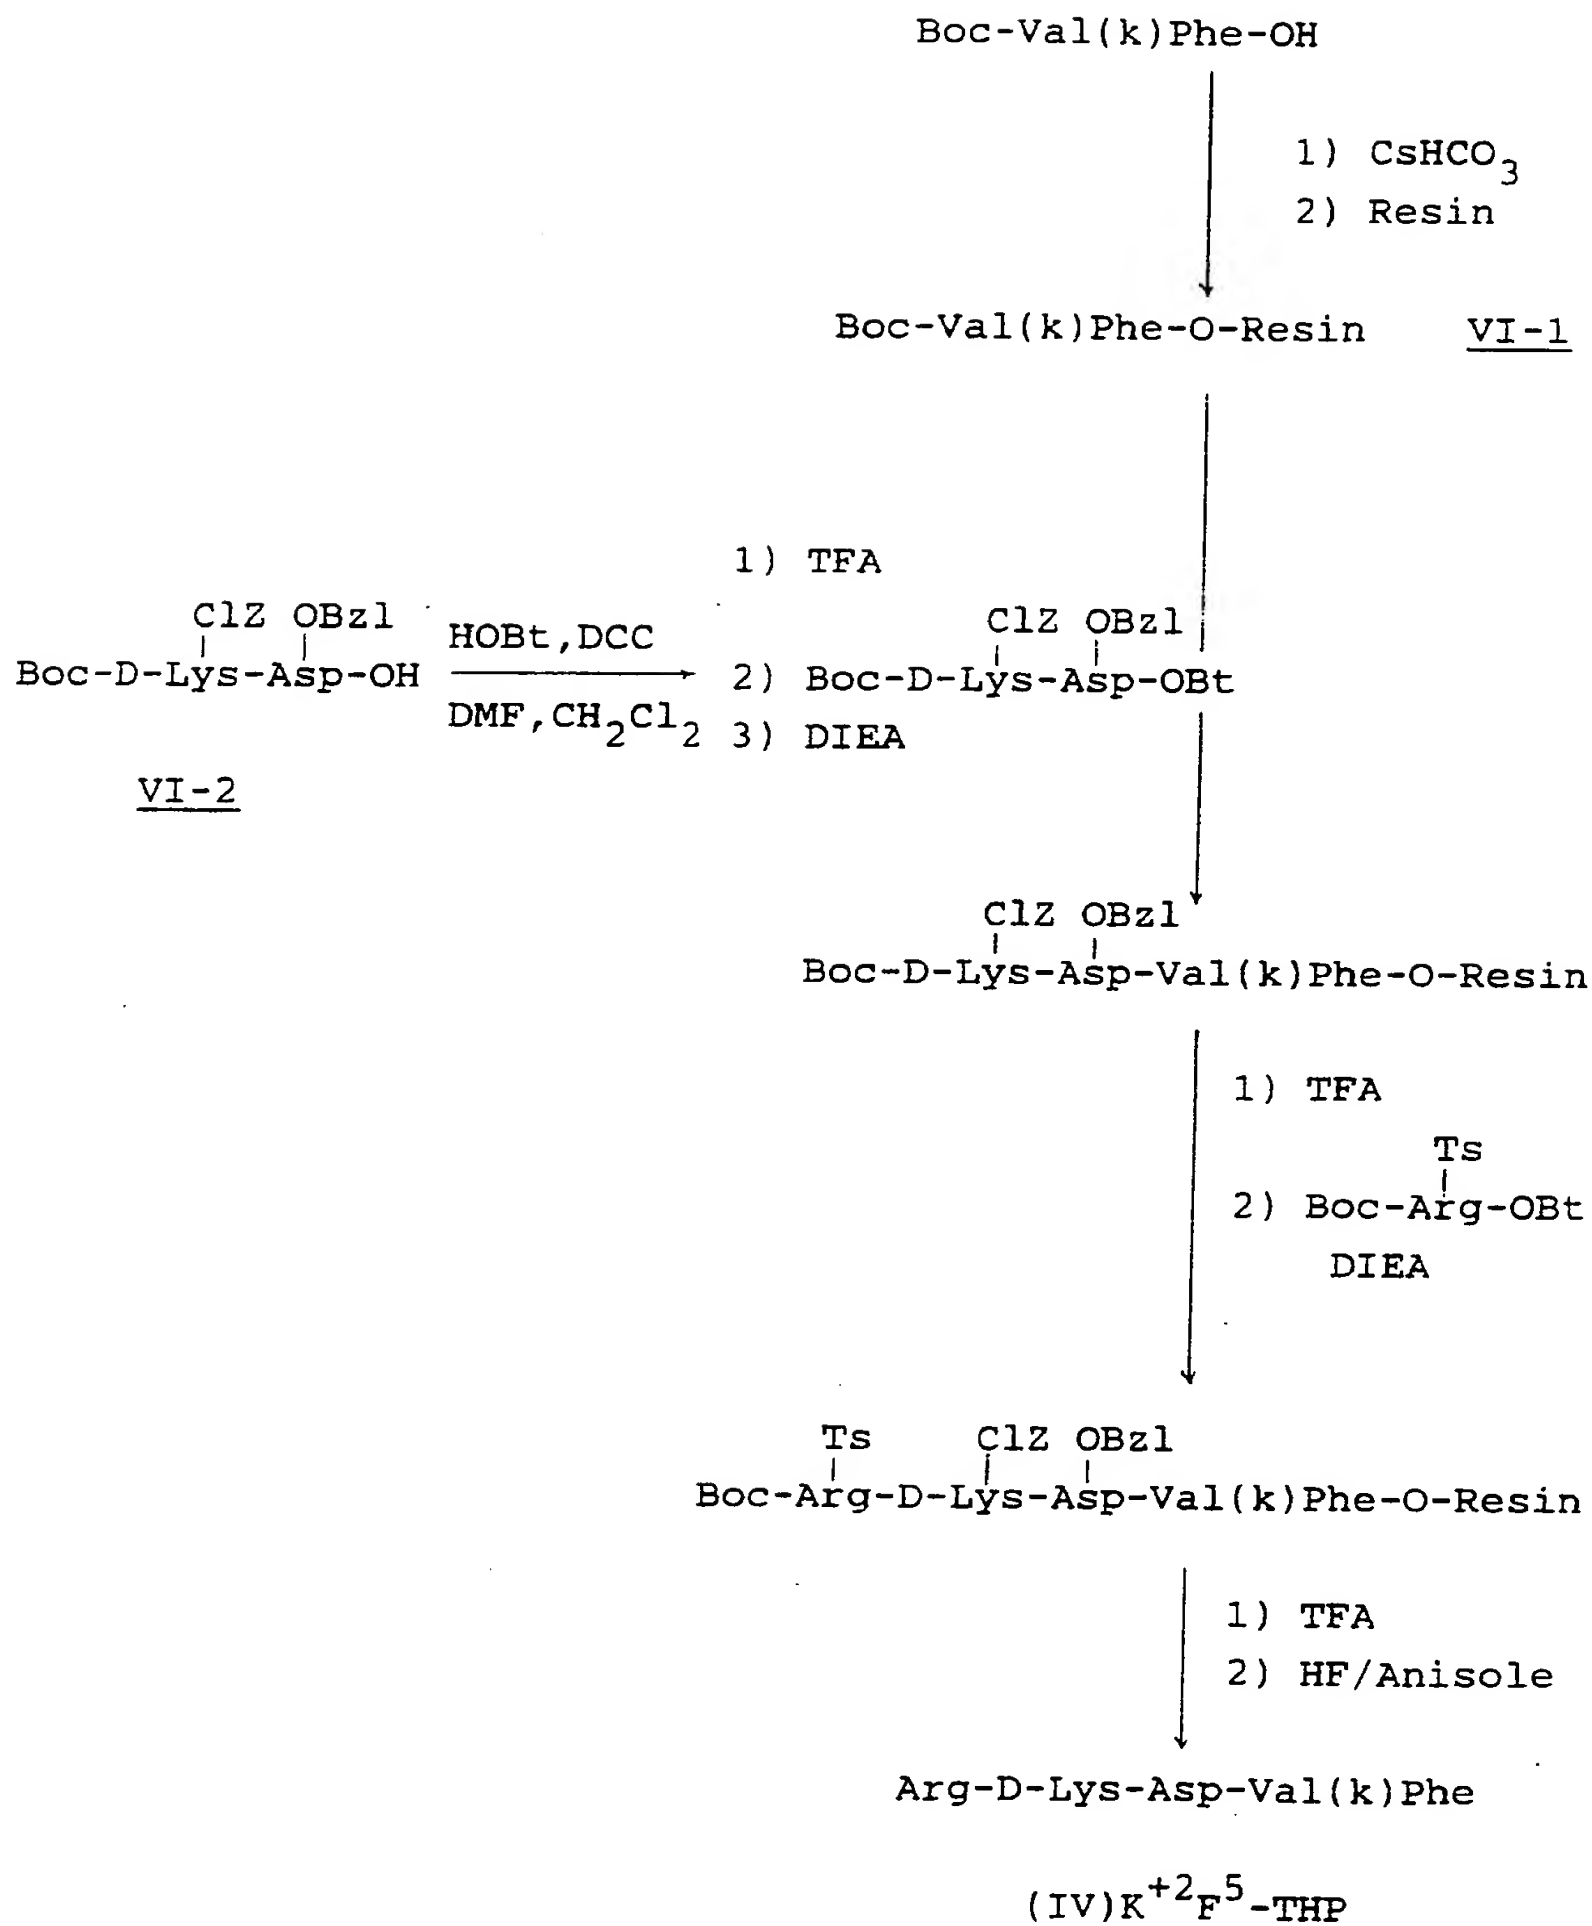 Boc-Val(k)Phe-OH
1) CsHCO3
2) Resin
Boc-Val(k)Phe-O-Resin VI-1
1) TFA
ClZ OBzl
Boc-D-Lys-Asp-OH
HOBt,DCC
DMF,CH2Cl2
VI-2
ClZ OBzl
2) Boc-D-Lys-Asp-OBt
3) DIEA
ClZ OBzl
Boc-D-Lys-Asp-Val(k)Phe-O-Resin
1) TFA
Ts
2) Boc-Arg-OBt
DIEA
Ts ClZ OBzl
Boc-Arg-D-Lys-Asp-Val(k)Phe-O-Resin
1) TFA
2) HF/Anisole
Arg-D-Lys-Asp-Val(k)Phe
(IV)K+2F5-THP